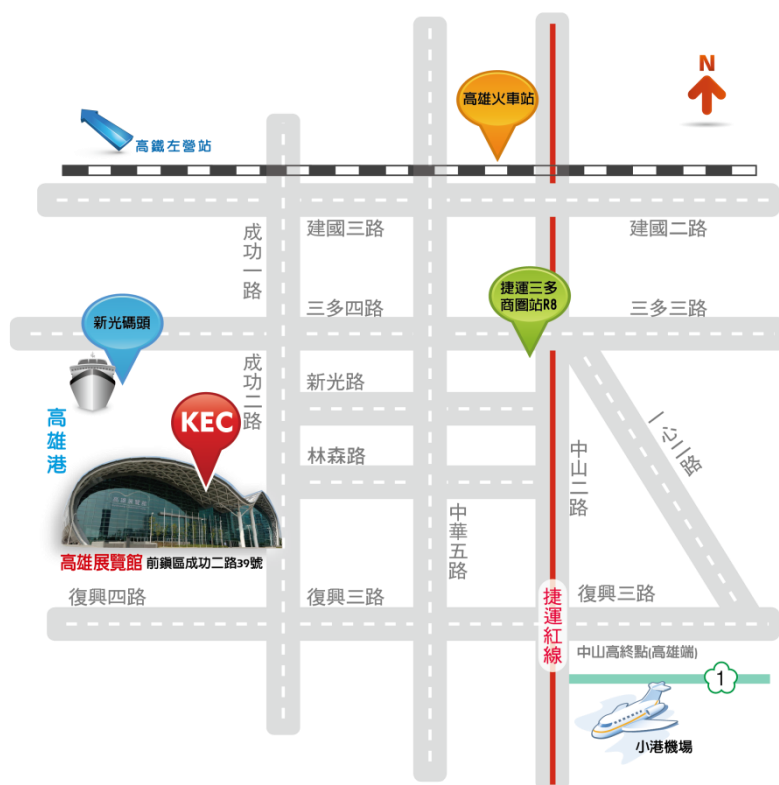 N
高雄火車站
高鐵左營站
成功一路
建國三路
建國二路
捷運三多
商圈站R8
三多四路
三多三路
新光碼頭
成功二路
新光路
KEC
高雄港
林森路
中山二路
一心二路
中華五路
高雄展覽館 前鎮區成功二路39號
復興四路
復興三路
捷運紅線
復興三路
中山高終點(高雄端)
1
小港機場